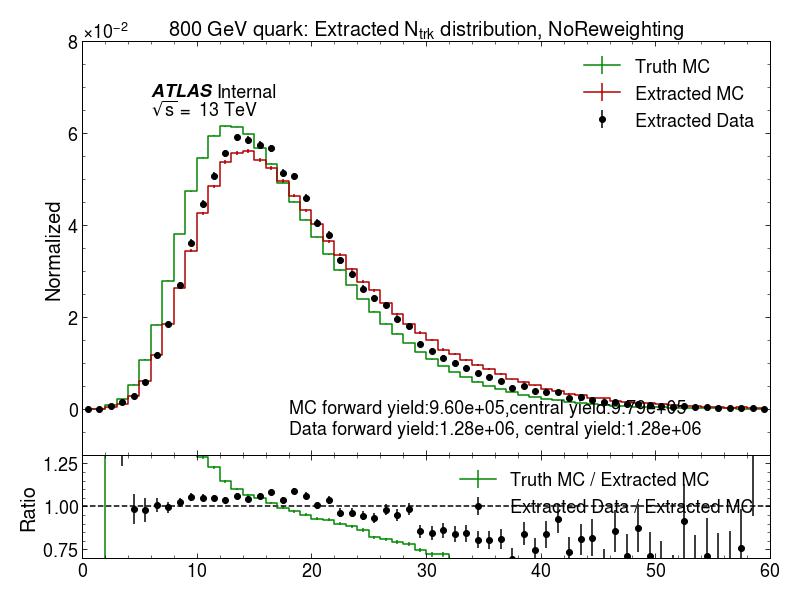 800 GeV quark: Extracted Ntrk distribution, NoReweighting
×10−2
8
6
4
2
0
Normalized
ATLAS Internal
√s = 13 TeV
Truth MC
Extracted MC
Extracted Data
MC forward yield:9.60e+05,central yield:9.79e+05
Data forward yield:1.28e+06, central yield:1.28e+06
1.25
1.00
0.75
Ratio
Truth MC / Extracted MC
Extracted Data / Extracted MC
0 10 20 30 40 50 60